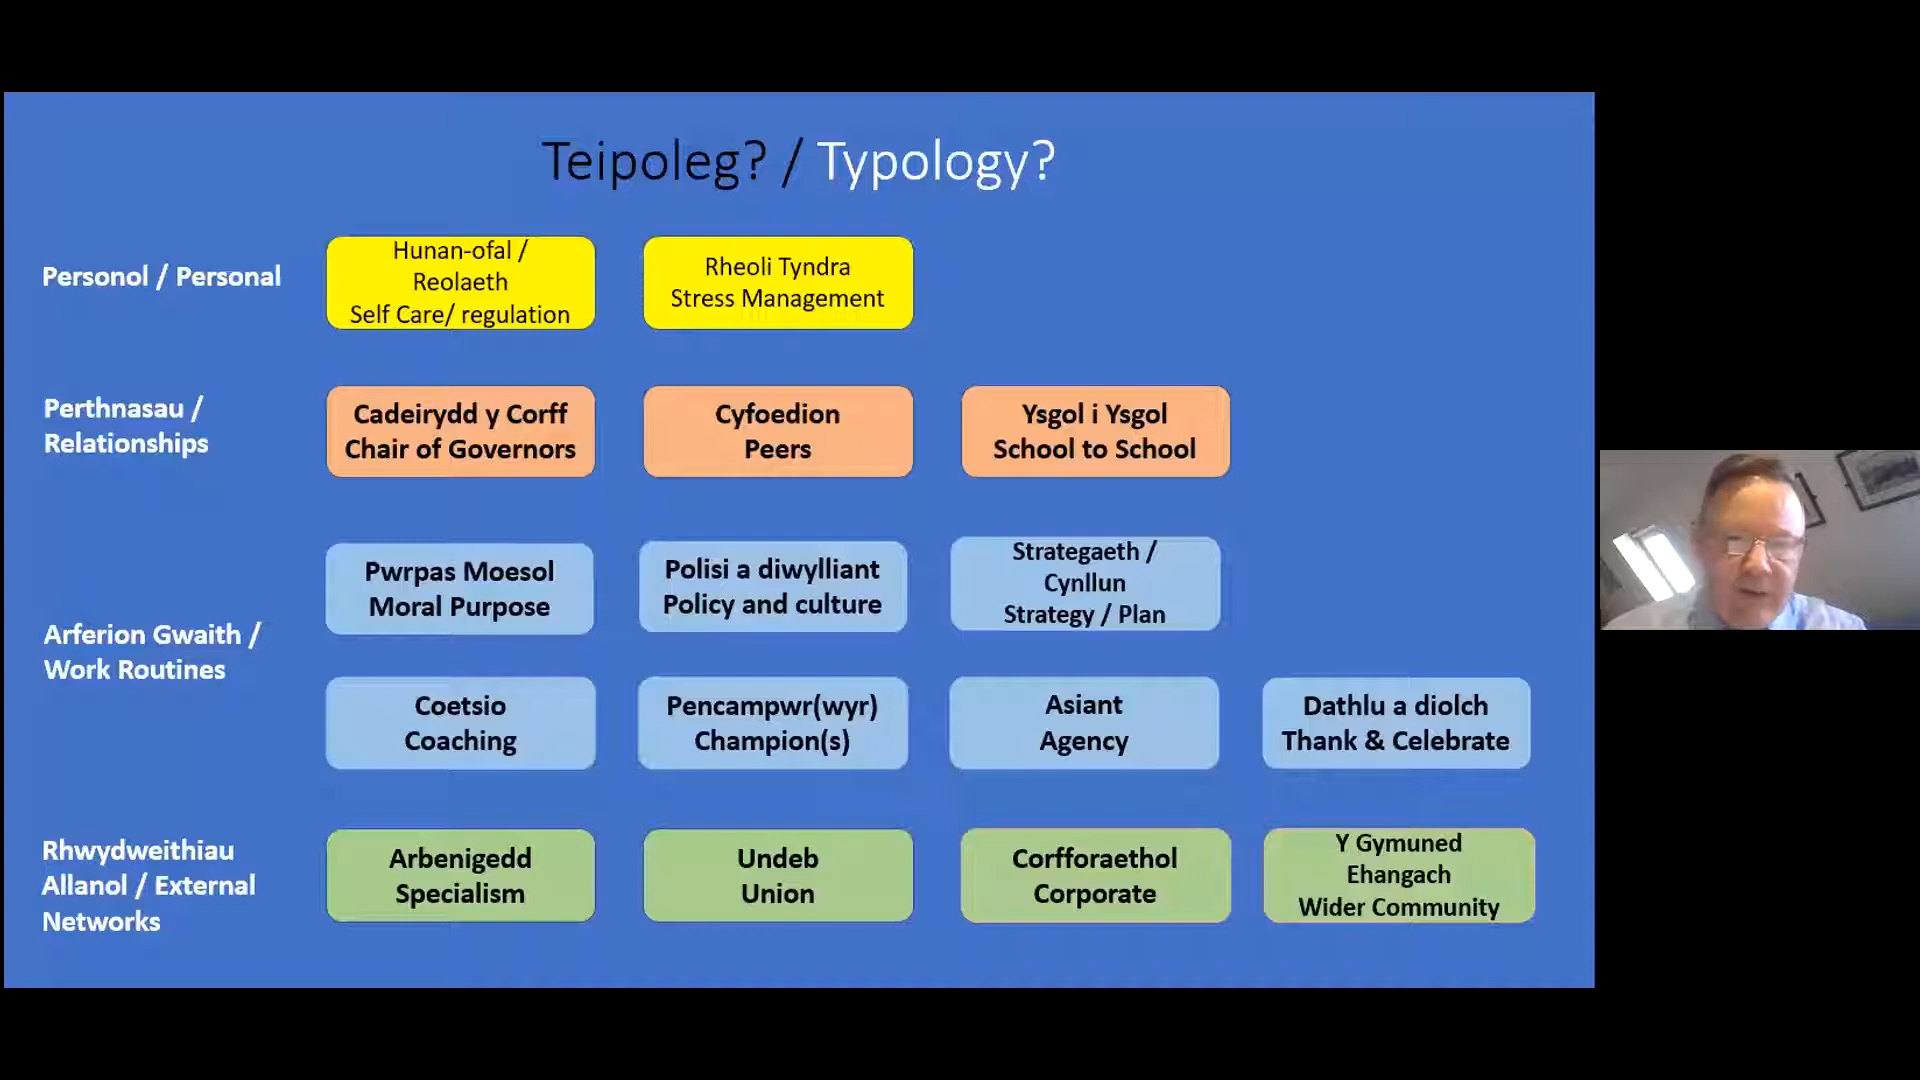 Teipoleg? / Typology?
Personol / Personal
Hunan-ofal /
Reolaeth
Self Care/ regulation
Rheoli Tyndra
Stress Management
Perthnasau /
Relationships
Cadeirydd y Corff
Chair of Governors
Cyfoedion
Peers
Ysgol i Ysgol
School to School
Arferion Gwaith /
Work Routines
Pwrpas Moesol
Moral Purpose
Polisi a diwylliant
Policy and culture
Strategaeth /
Cynllun
Strategy / Plan
Coetsio
Coaching
Pencampwr(wyr)
Champion(s)
Asiant
Agency
Dathlu a diolch
Thank & Celebrate
Rhwydweithiau
Allanol / External
Networks
Arbenigedd
Specialism
Undeb
Union
Corfforaethol
Corporate
Y Gymuned
Ehangach
Wider Community